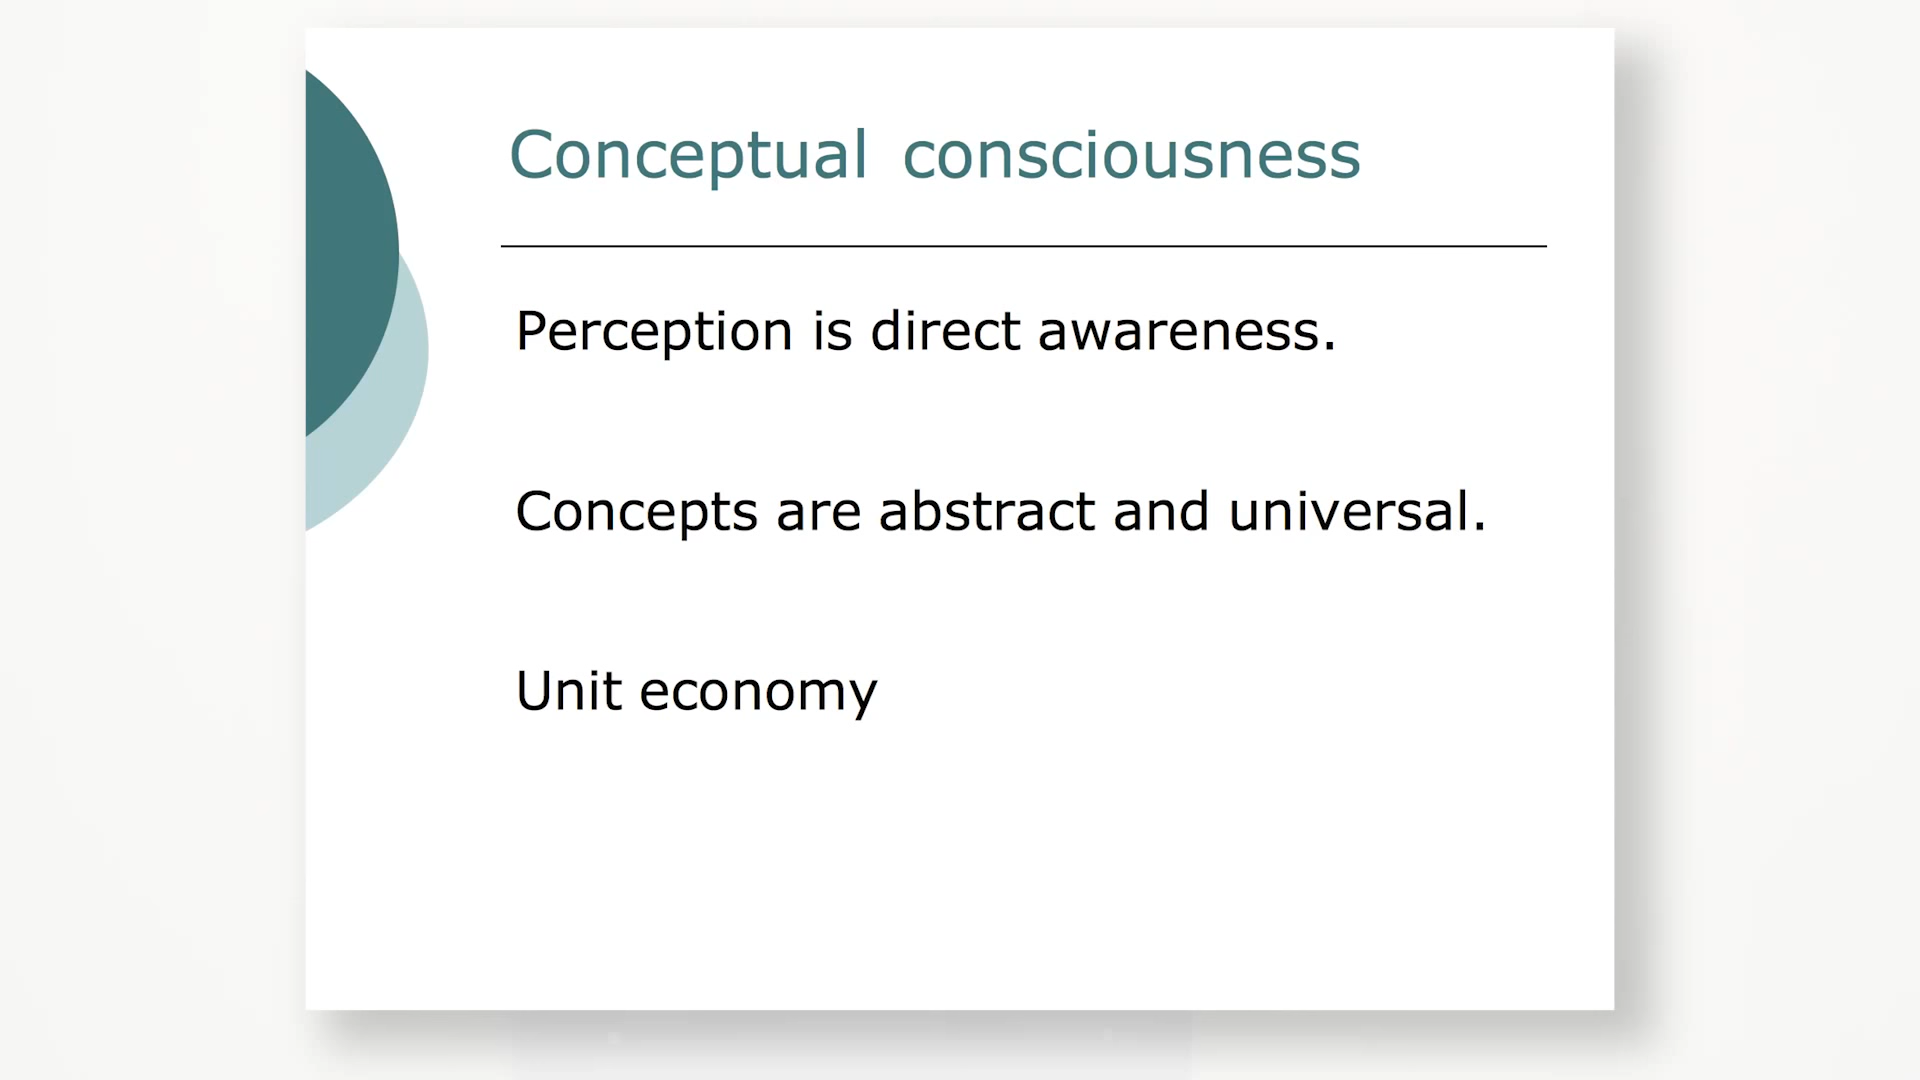 Conceptual consciousness
Perception is direct awareness.
Concepts are abstract and universal.
Unit economy